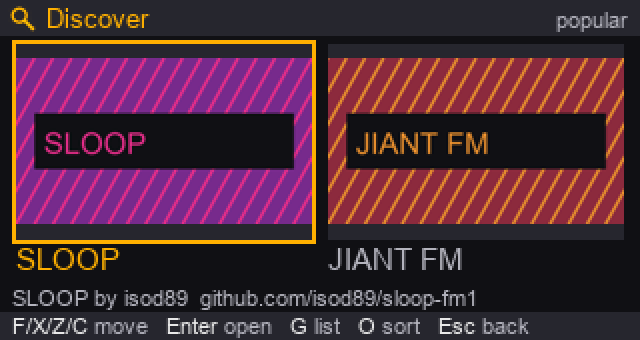 Discover popular
SLOOP JIANT FM
SLOOP JIANT FM
SLOOP by isod89 github.com/isod89/sloop-fm1
F/X/Z/C move Enter open G list O sort Esc back